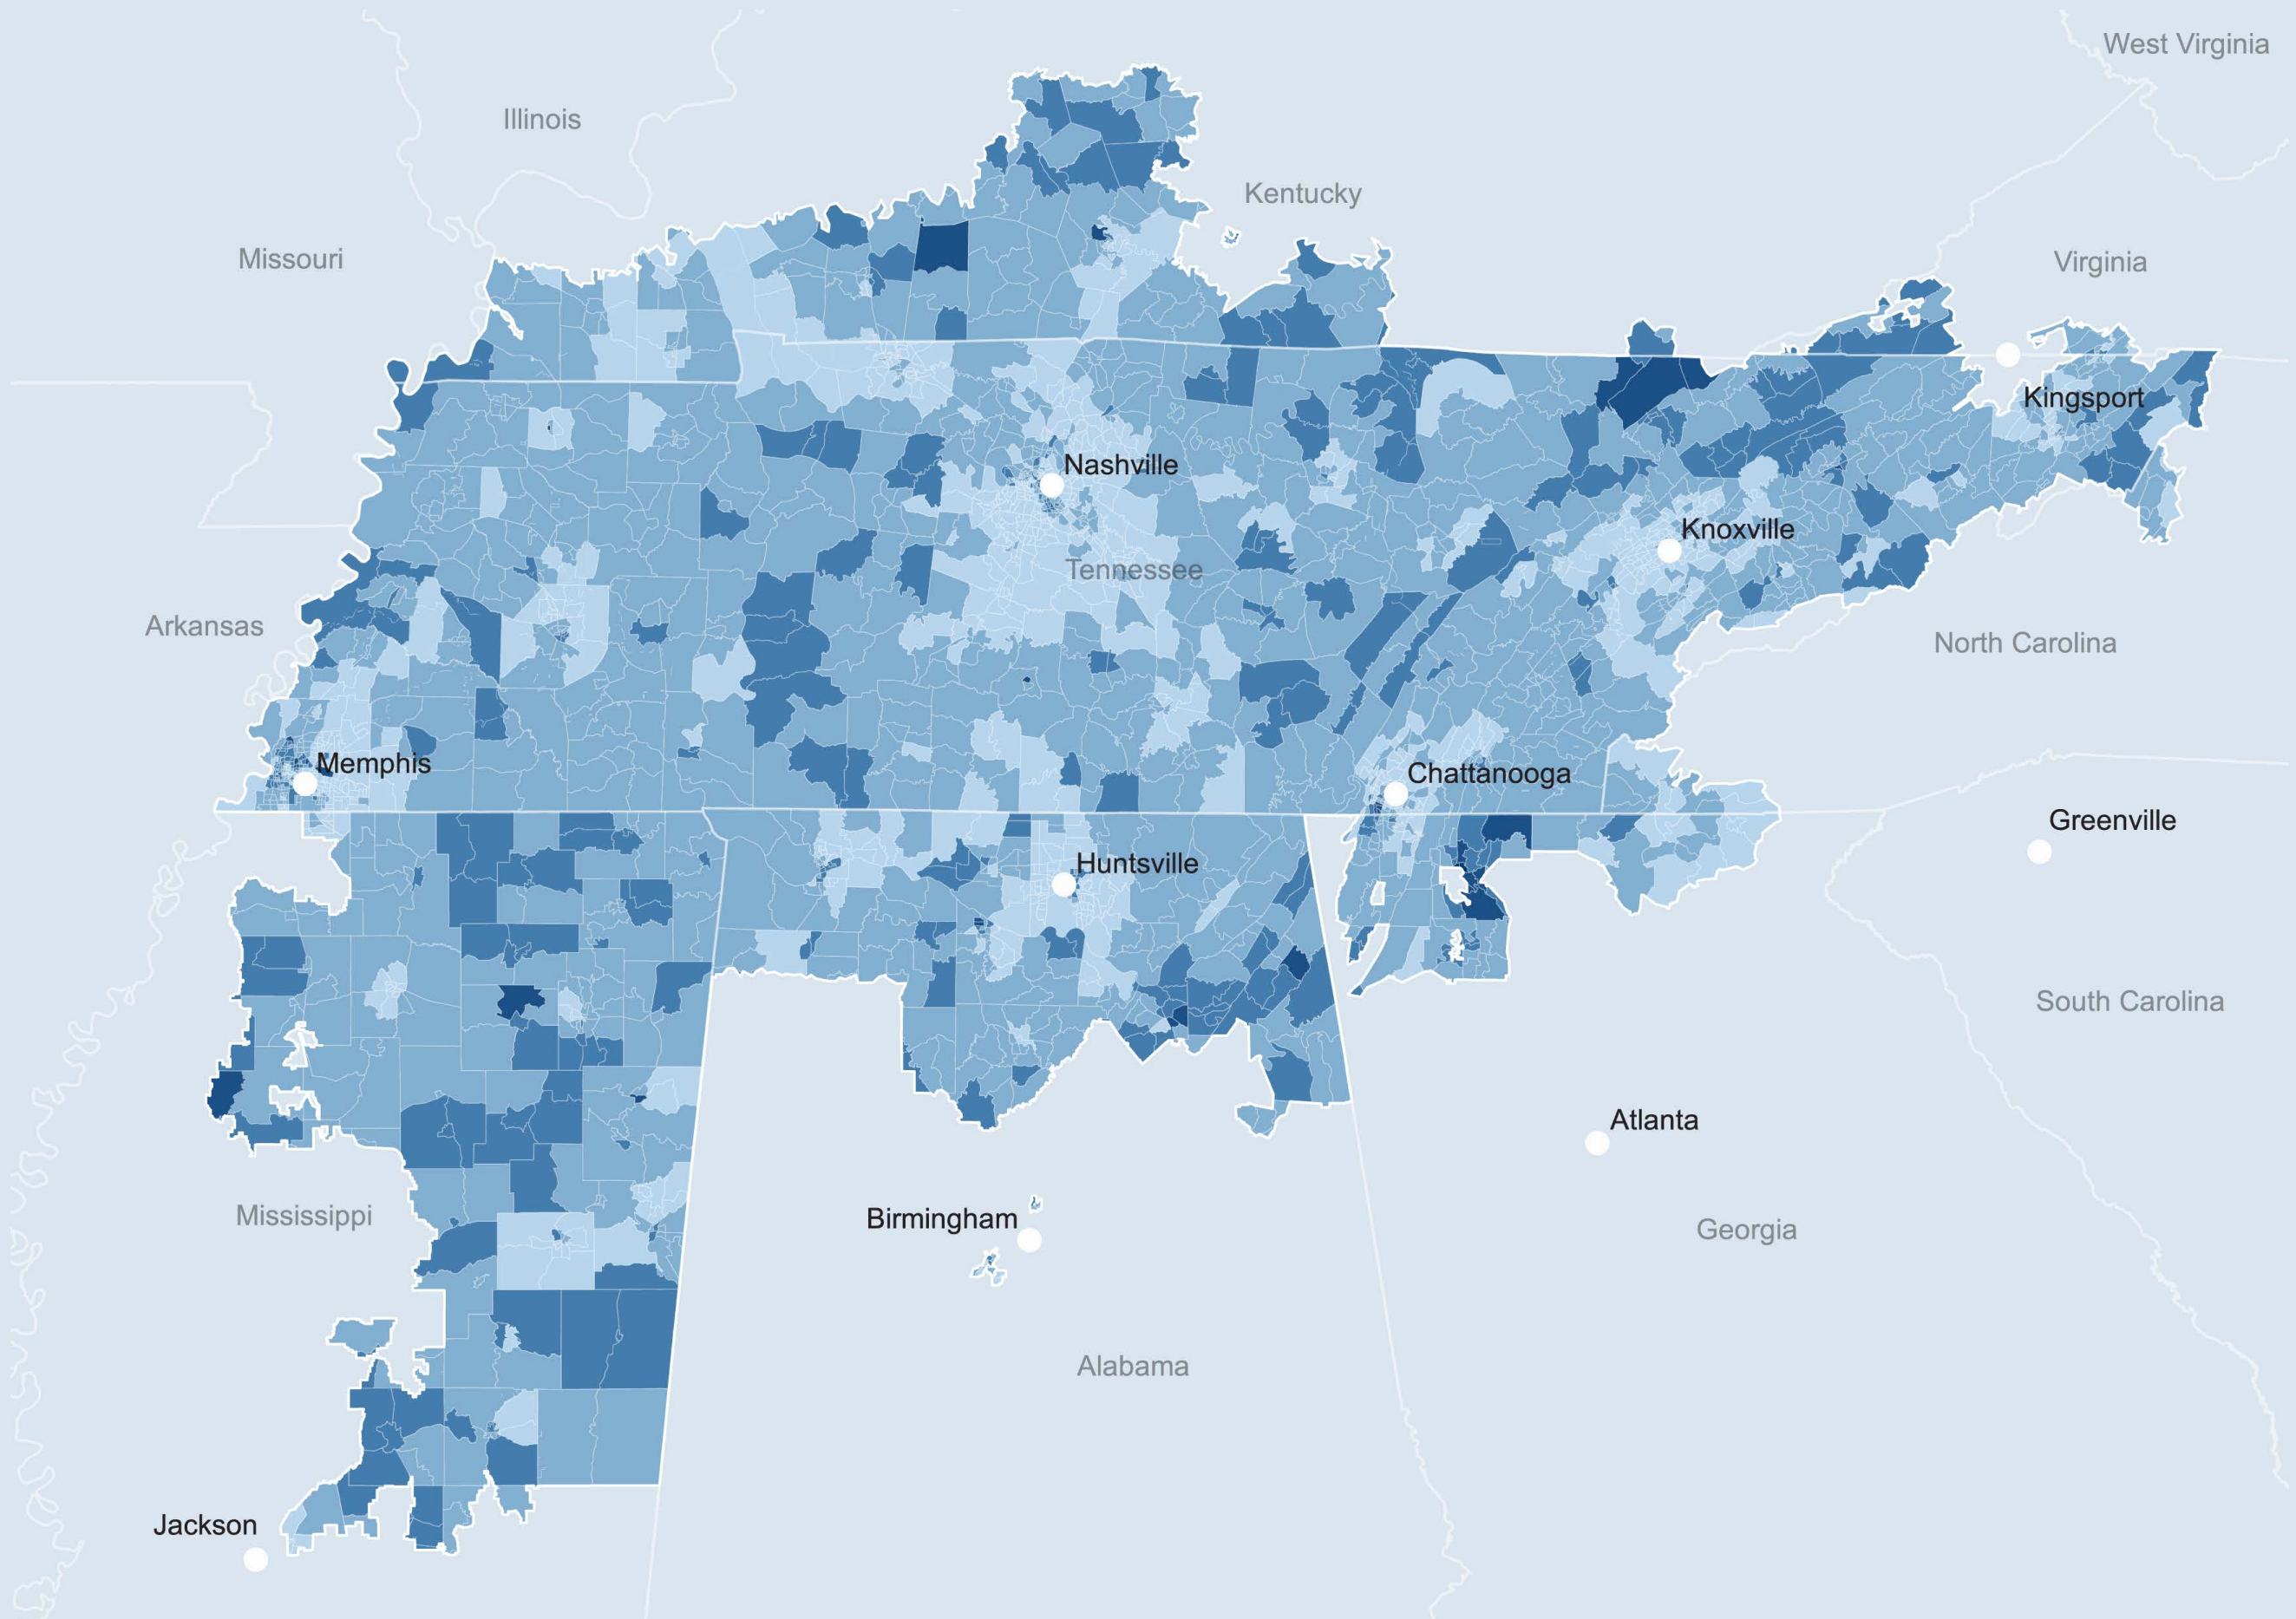 West Virginia
Illinois
Kentucky
Missouri
Virginia
Kingsport
Nashville
Knoxville
Tennessee
Arkansas
North Carolina
Memphis
Chattanooga
Greenville
Huntsville
South Carolina
Atlanta
Mississippi
Birmingham
Georgia
Alabama
Jackson